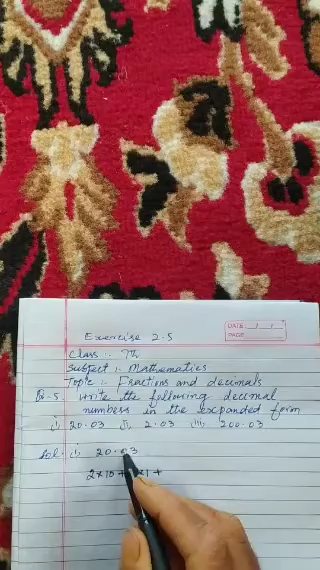 Exercise 2.5
DATE / /
PAGE
Class :- 7th
Subject :- Mathematics
Topic :- Fractions and decimals
Q.5. Write the following decimal
numbers in the expanded form
(i) 20.03 (ii) 2.03 (iii) 200.03
Sol. (i) 20.03
2×10 + ×1 +